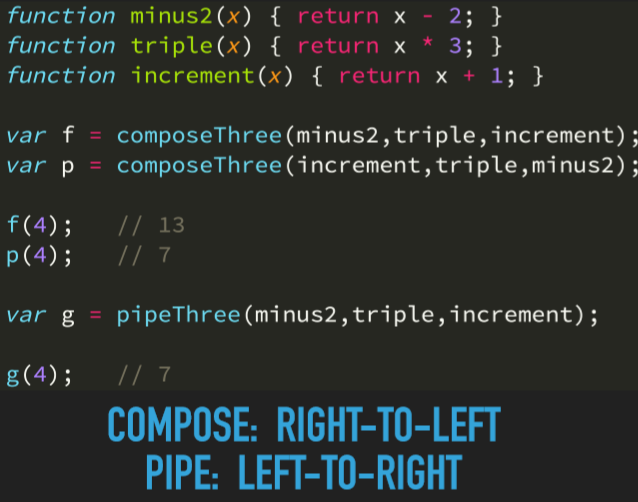 function minus2(x) { return x - 2; }
function triple(x) { return x * 3; }
function increment(x) { return x + 1; }
var f = composeThree(minus2,triple,increment);
var p = composeThree(increment,triple,minus2);
f(4);   // 13
p(4);   // 7
var g = pipeThree(minus2,triple,increment);
g(4);   // 7
COMPOSE: RIGHT-TO-LEFT
PIPE: LEFT-TO-RIGHT